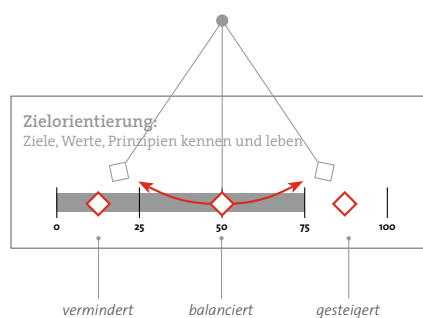 Zielorientierung:
Ziele, Werte, Prinzipien kennen und leben
0 25 50 75 100
vermindert balanciert gesteigert